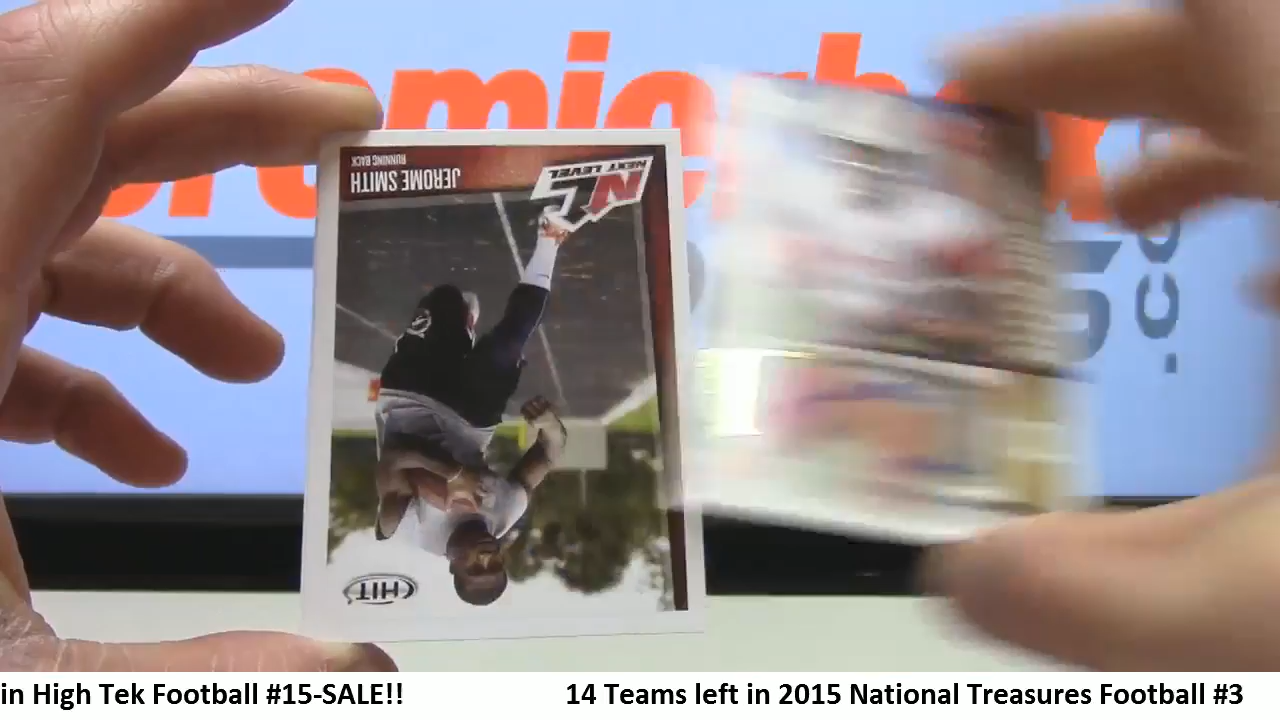 .co
RUNNING BACK
JEROME SMITH
NEXT LEVEL
HIT
in High Tek Football #15-SALE!!
14 Teams left in 2015 National Treasures Football #3